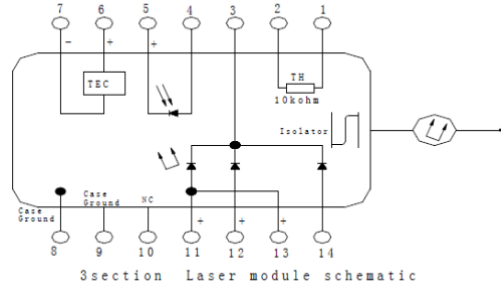 7 6 5 4 3 2 1
- + +
TEC
TH
10kohm
Isolator
Case
Ground
Case
Ground
NC
+ + + +
8 9 10 11 12 13 14
3section Laser module schematic